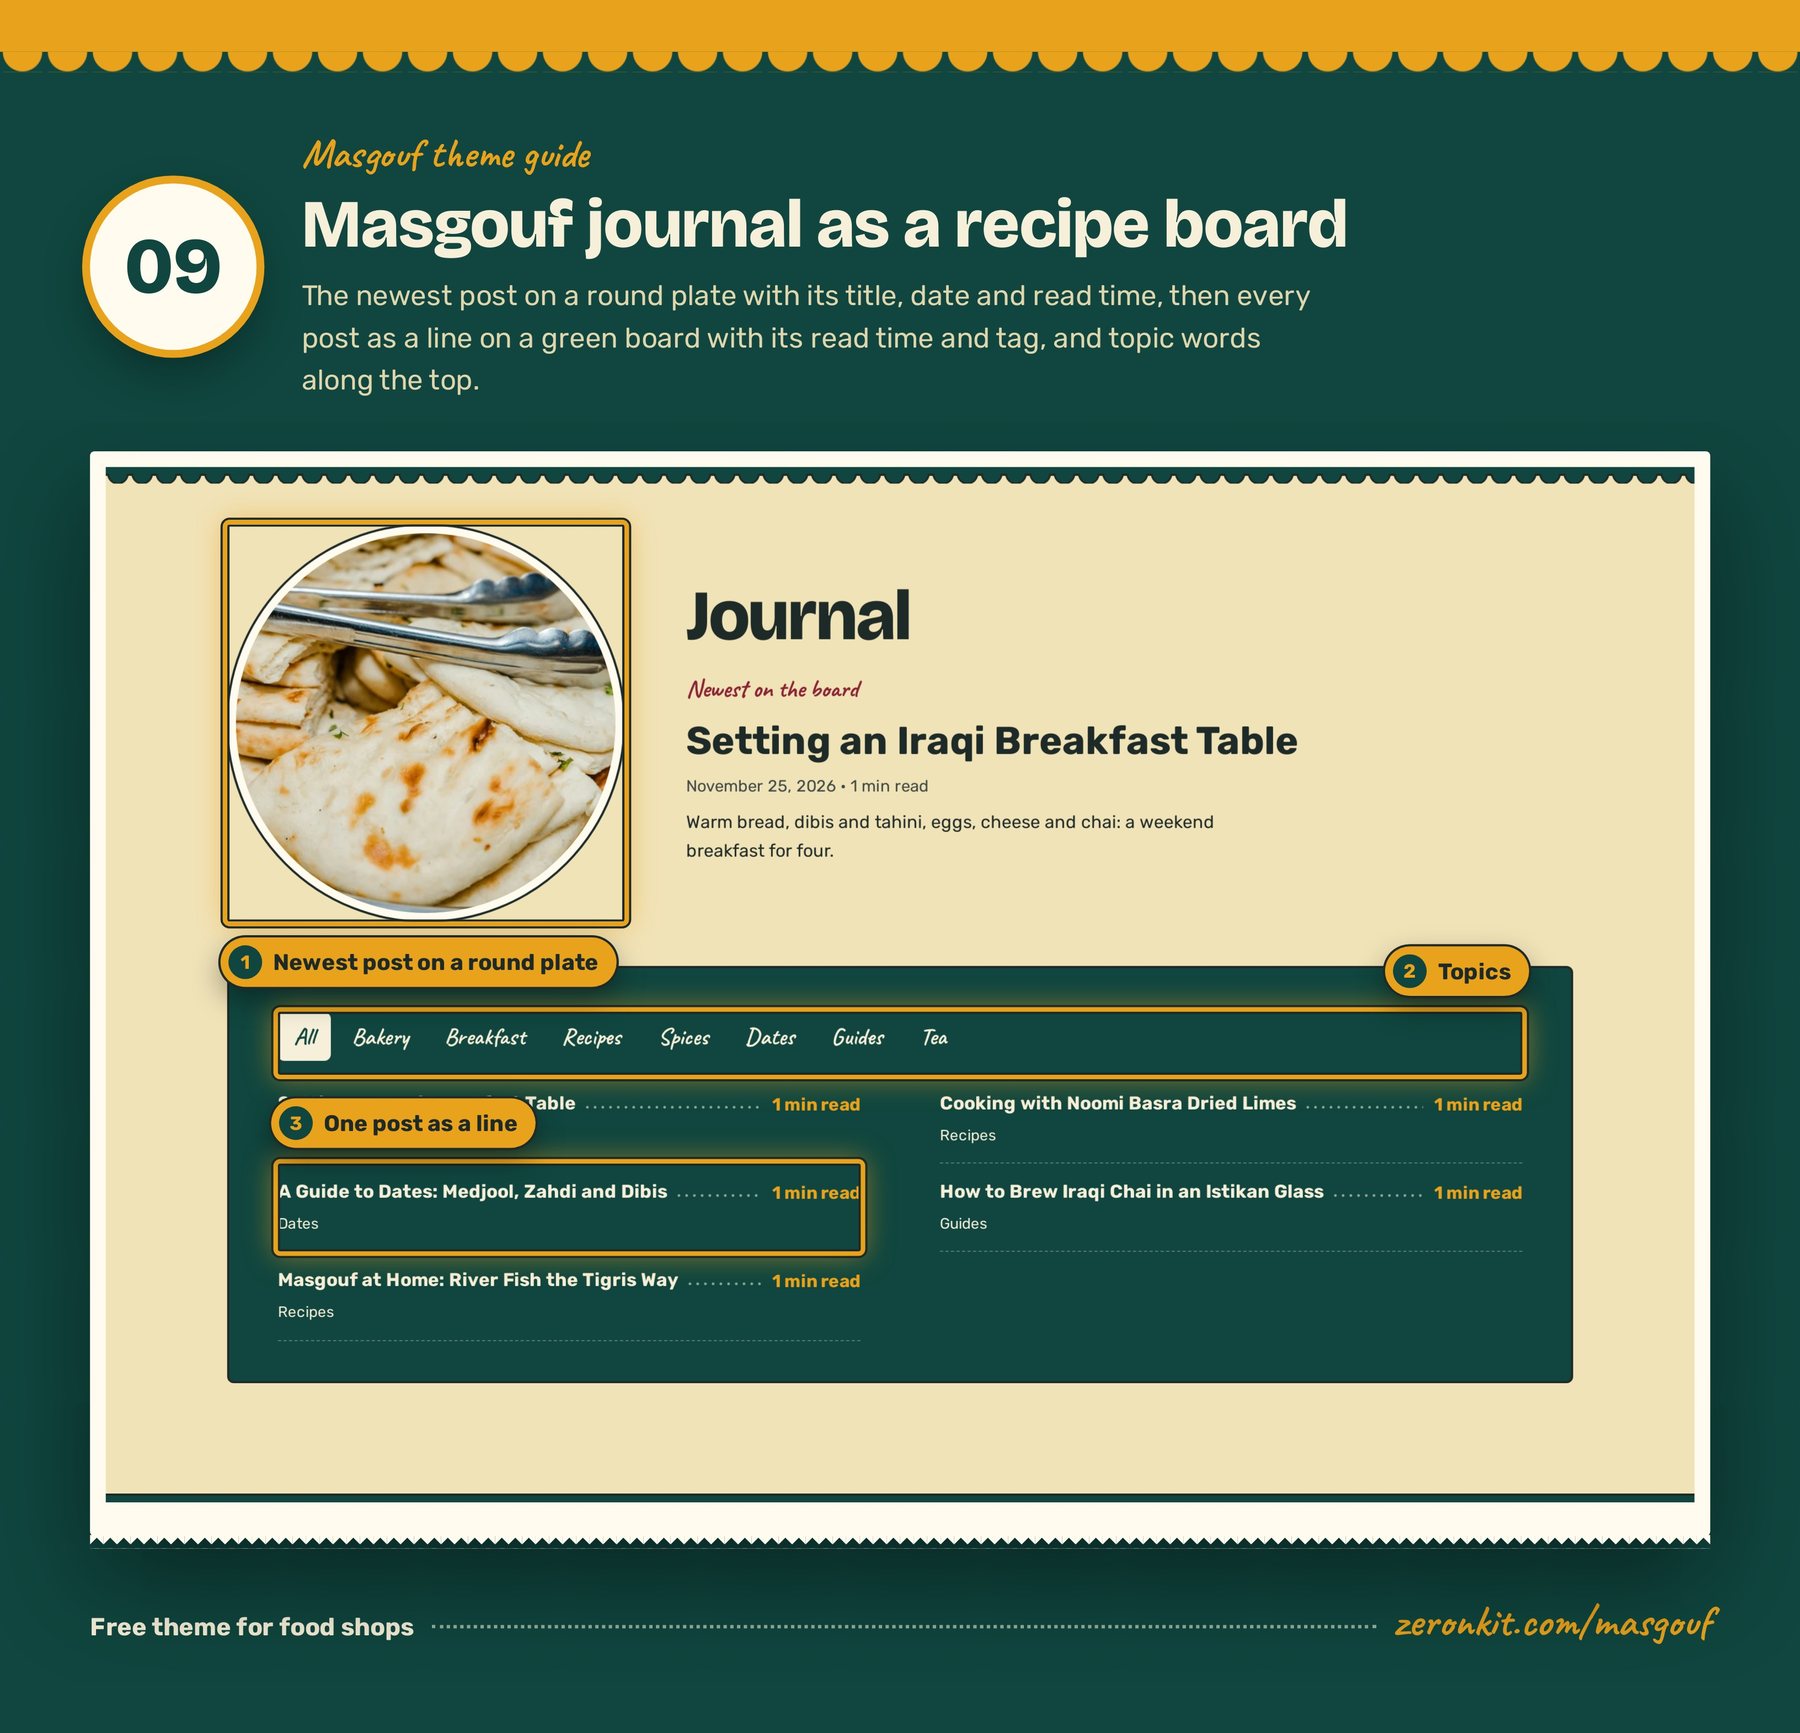 Masgouf theme guide
09
Masgouf journal as a recipe board
The newest post on a round plate with its title, date and read time, then every
post as a line on a green board with its read time and tag, and topic words
along the top.
Journal
Newest on the board
Setting an Iraqi Breakfast Table
November 25, 2026 • 1 min read
Warm bread, dibis and tahini, eggs, cheese and chai: a weekend
breakfast for four.
1 Newest post on a round plate
2 Topics
All Bakery Breakfast Recipes Spices Dates Guides Tea
Table 1 min read
3 One post as a line
Cooking with Noomi Basra Dried Limes 1 min read
Recipes
A Guide to Dates: Medjool, Zahdi and Dibis 1 min read
Dates
How to Brew Iraqi Chai in an Istikan Glass 1 min read
Guides
Masgouf at Home: River Fish the Tigris Way 1 min read
Recipes
Free theme for food shops
zeronkit.com/masgouf